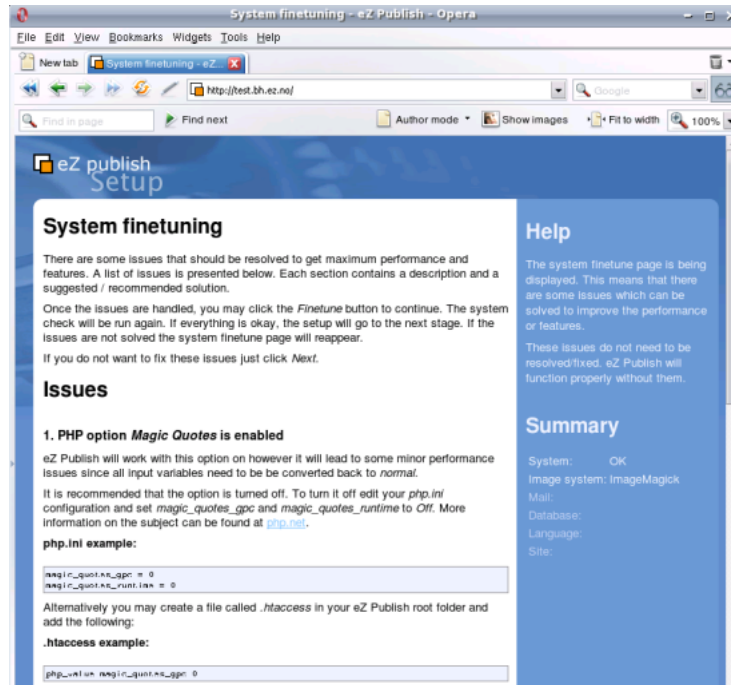 System finetuning - eZ Publish - Opera
File Edit View Bookmarks Widgets Tools Help
New tab System finetuning - eZ...
http://test.bh.ez.no/ Google
Find in page Find next Author mode Show images Fit to width 100%
eZ publish
Setup
System finetuning
There are some issues that should be resolved to get maximum performance and
features. A list of issues is presented below. Each section contains a description and a
suggested / recommended solution.
Once the issues are handled, you may click the Finetune button to continue. The system
check will be run again. If everything is okay, the setup will go to the next stage. If the
issues are not solved the system finetune page will reappear.
If you do not want to fix these issues just click Next.
Issues
1. PHP option Magic Quotes is enabled
eZ Publish will work with this option on however it will lead to some minor performance
issues since all input variables need to be be converted back to normal.
It is recommended that the option is turned off. To turn it off edit your php.ini
configuration and set magic_quotes_gpc and magic_quotes_runtime to Off. More
information on the subject can be found at php.net.
php.ini example:
magic_quotes_gpc = 0
magic_quotes_runtime = 0
Alternatively you may create a file called .htaccess in your eZ Publish root folder and
add the following:
.htaccess example:
php_value magic_quotes_gpc 0
Help
The system finetune page is being
displayed. This means that there
are some issues which can be
solved to improve the performance
or features.
These issues do not need to be
resolved/fixed. eZ Publish will
function properly without them.
Summary
System: OK
Image system: ImageMagick
Mail:
Database:
Language:
Site: